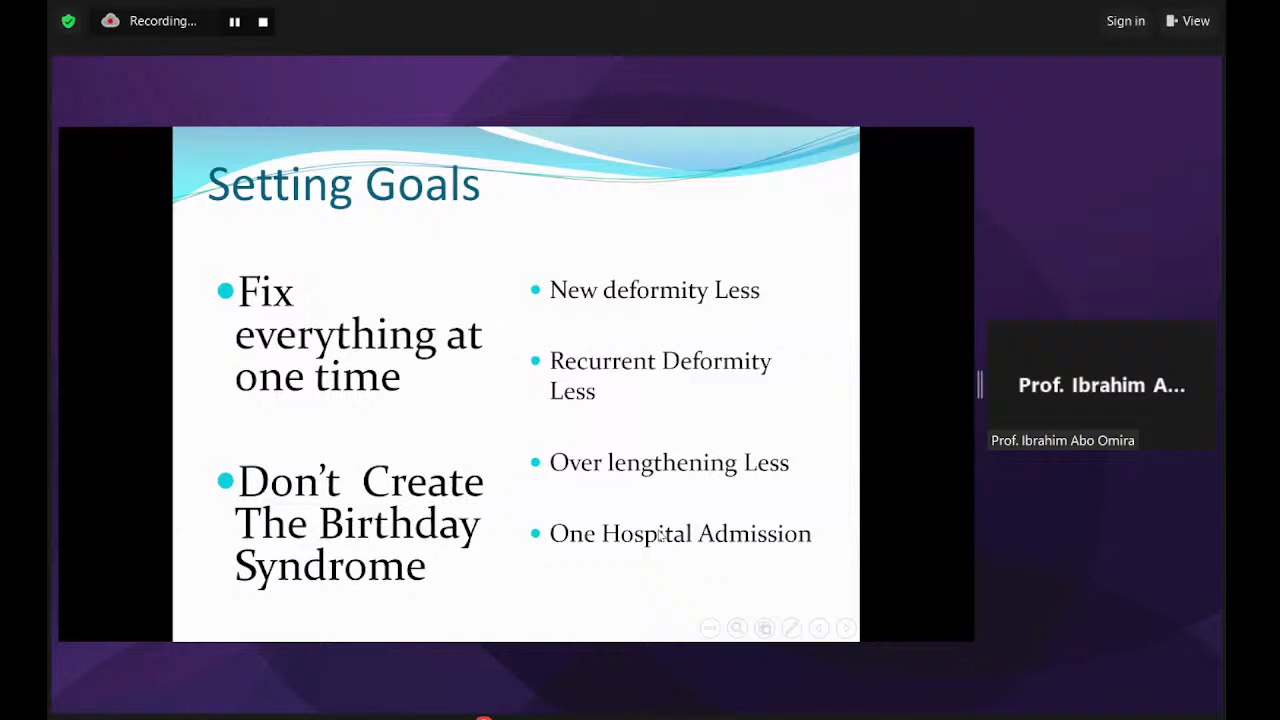 Recording...
Sign in
View
Setting Goals
Fix
everything at
one time
Don't Create
The Birthday
Syndrome
New deformity Less
Recurrent Deformity
Less
Over lengthening Less
One Hospital Admission
Prof. Ibrahim A...
Prof. Ibrahim Abo Omira